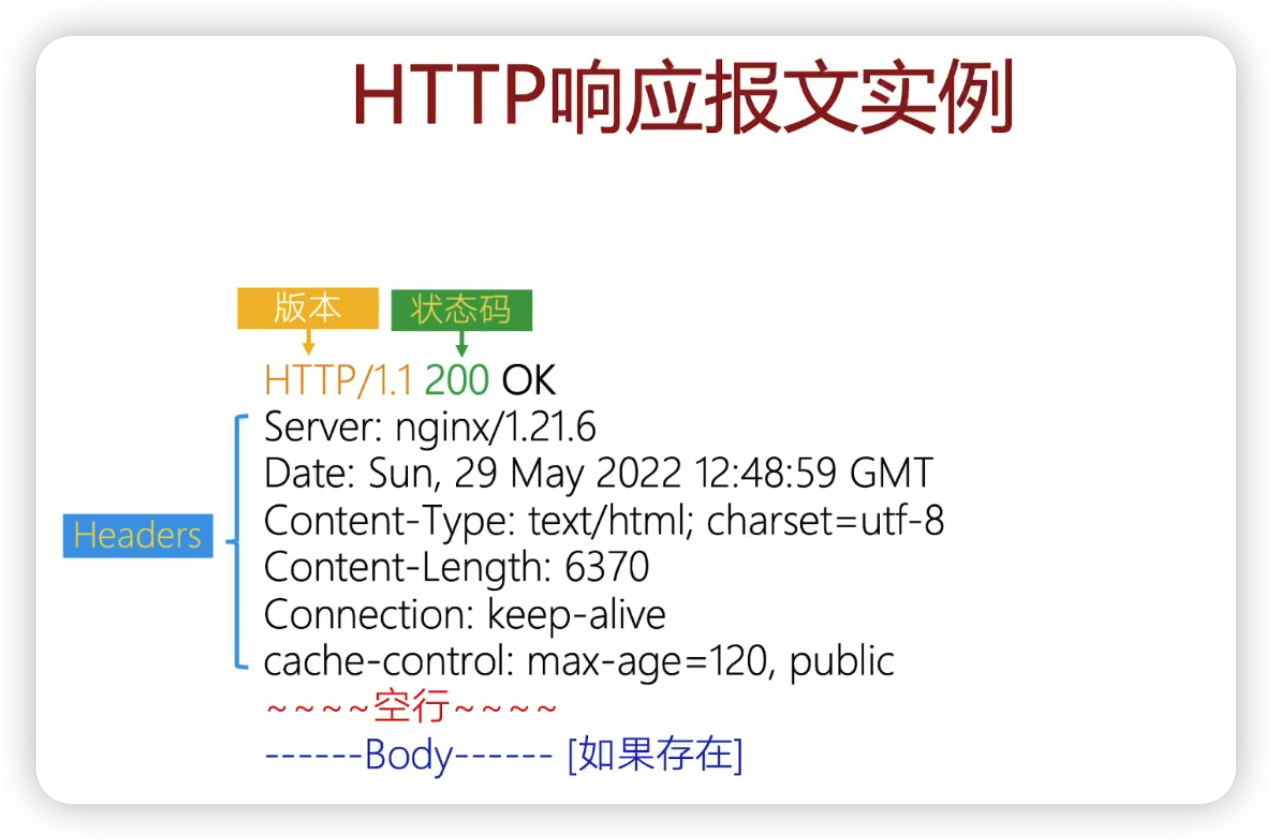 HTTP响应报文实例
版本 状态码
HTTP/1.1 200 OK
Server: nginx/1.21.6
Date: Sun, 29 May 2022 12:48:59 GMT
Content-Type: text/html; charset=utf-8
Headers
Content-Length: 6370
Connection: keep-alive
cache-control: max-age=120, public
~~~~空行~~~~
------Body------ [如果存在]